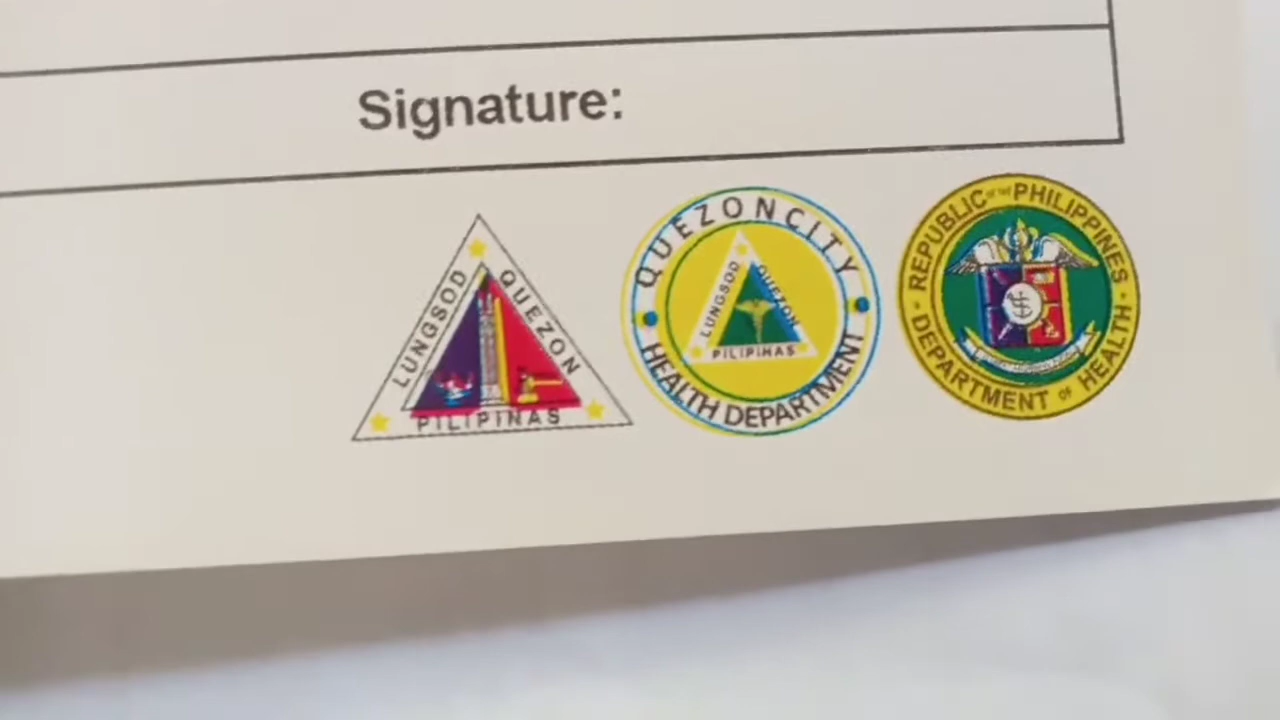 Signature:
LUNGSOD QUEZON
PILIPINAS
QUEZON CITY
LUNGSOD QUEZON
PILIPINAS
HEALTH DEPARTMENT
REPUBLIC OF THE PHILIPPINES
DEPARTMENT OF HEALTH